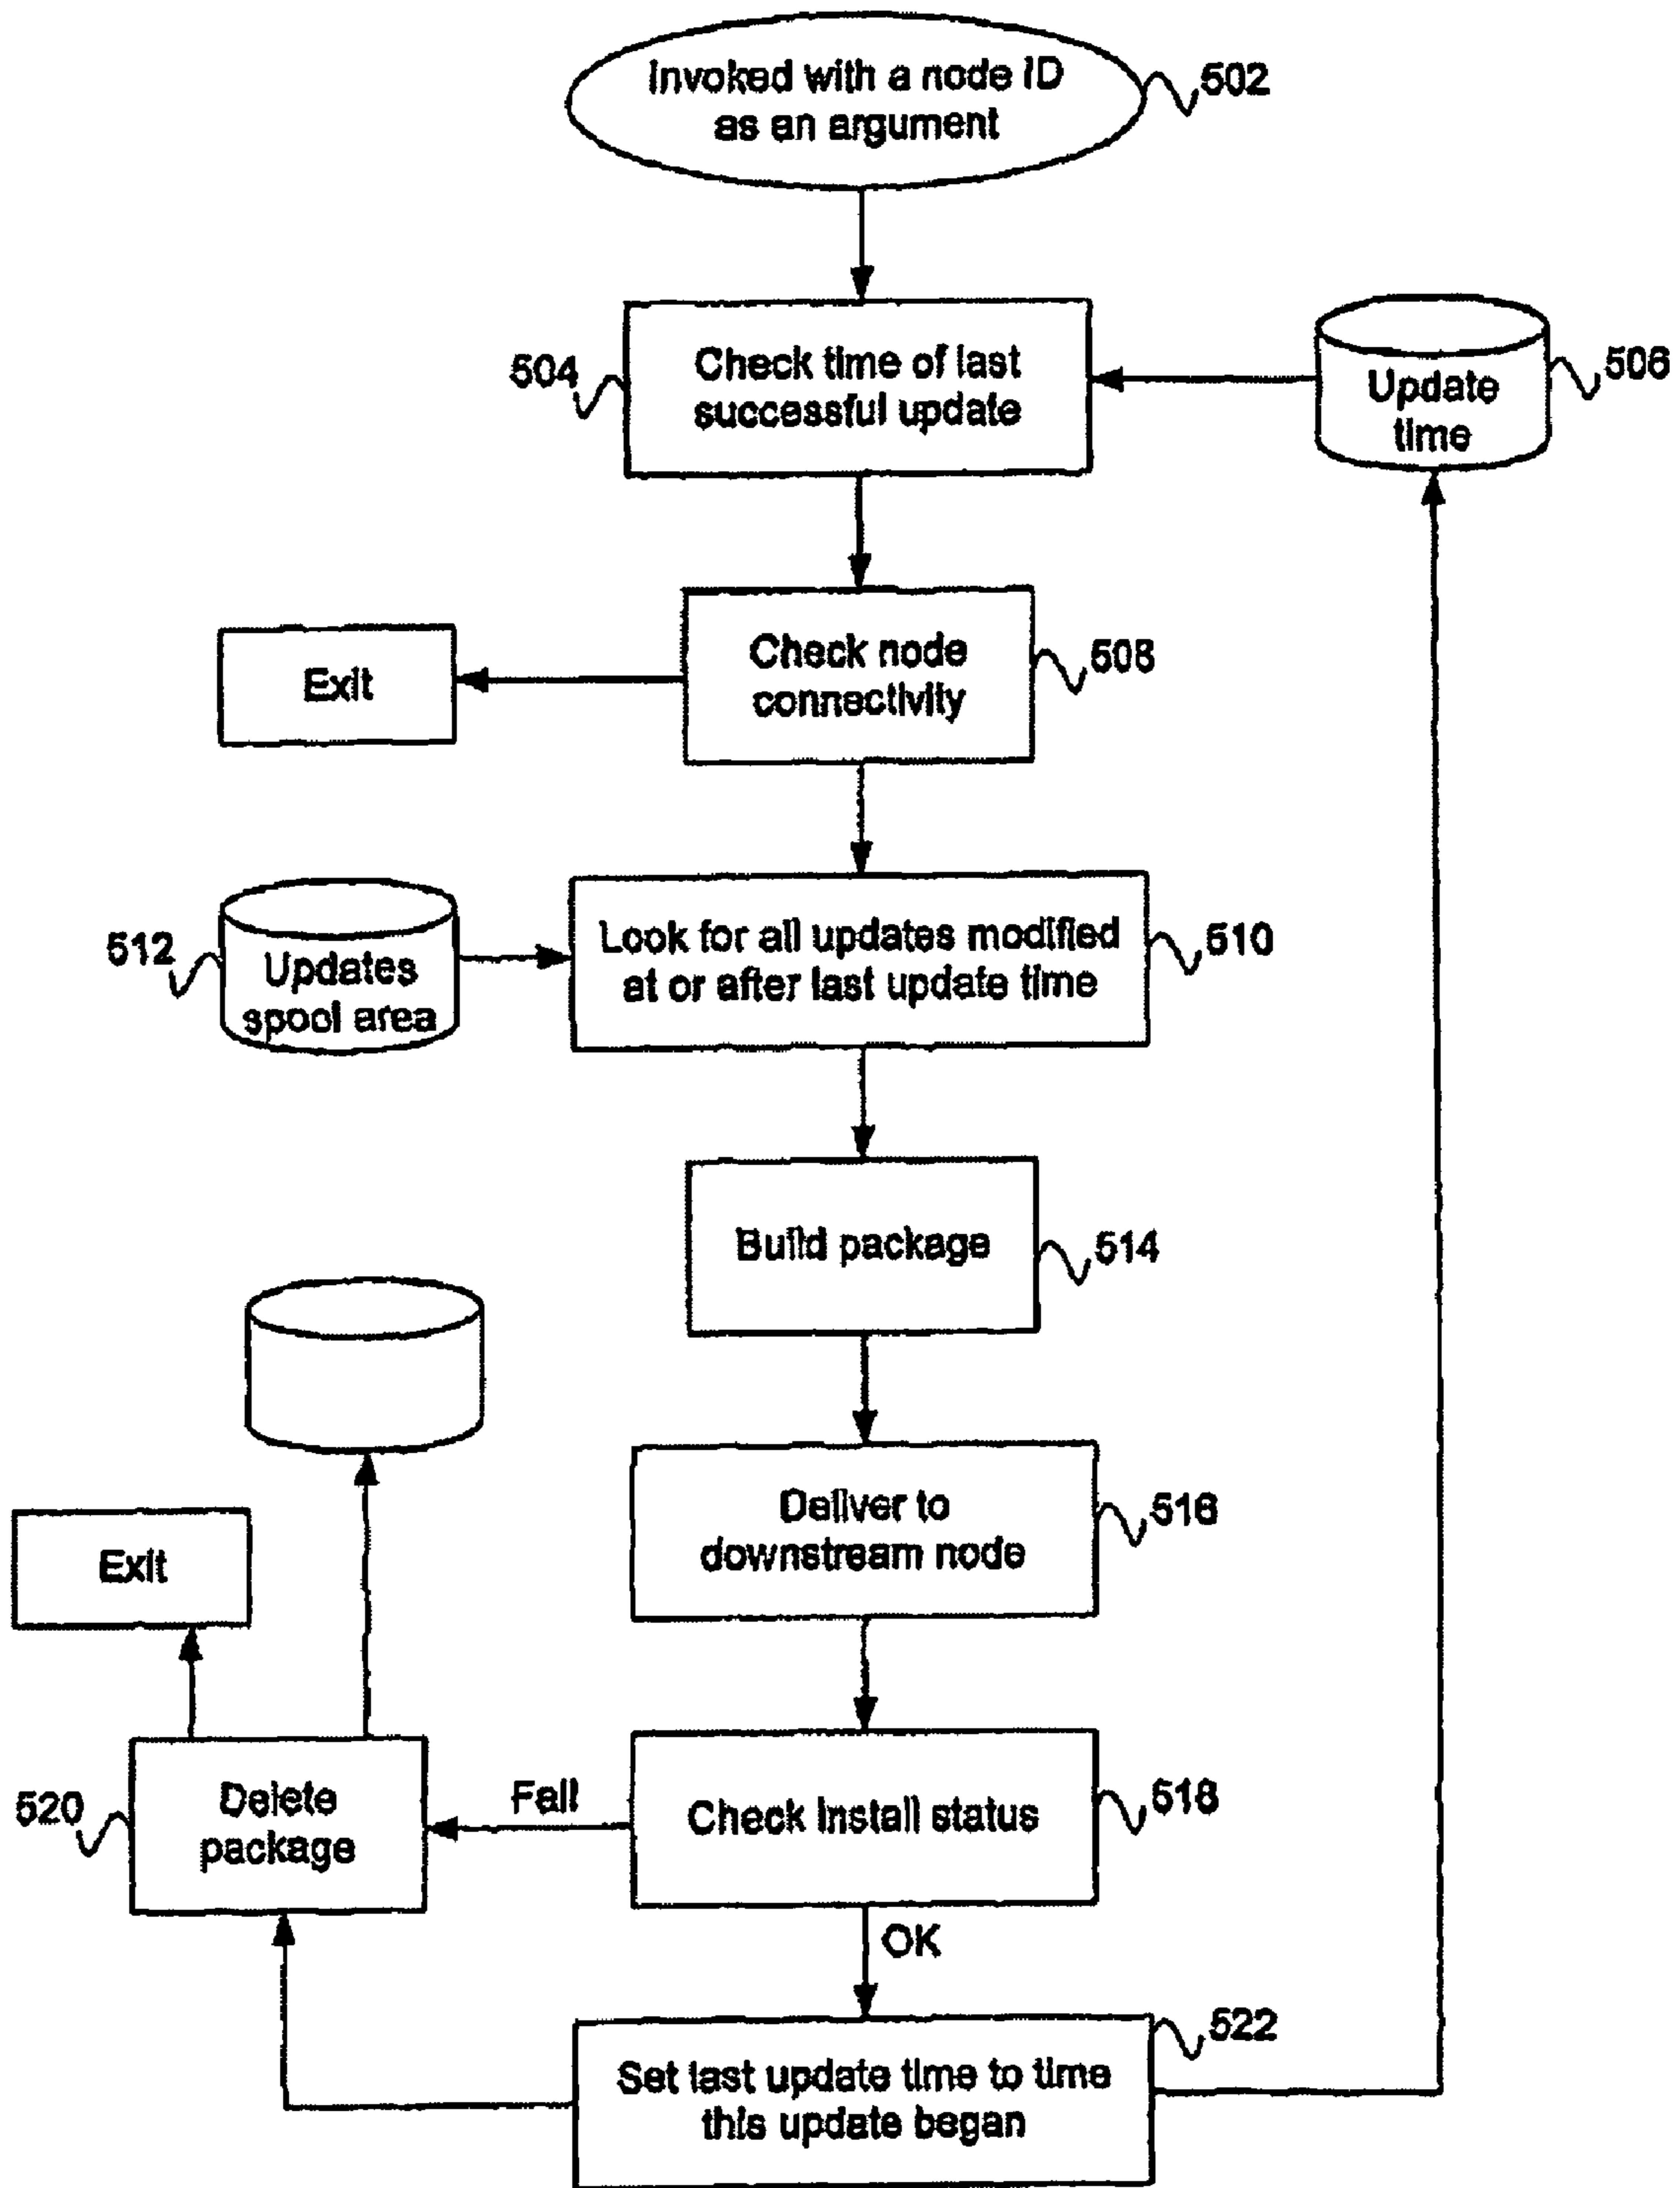 Invoked with a node ID
as an argument
502
504
Check time of last
successful update
Update
time
506
Exit
Check node
connectivity
508
512
Updates
spool area
Look for all updates modified
at or after last update time
510
Build package
514
Deliver to
downstream node
516
Exit
520
Delete
package
Fail
Check install status
518
OK
522
Set last update time to time
this update began